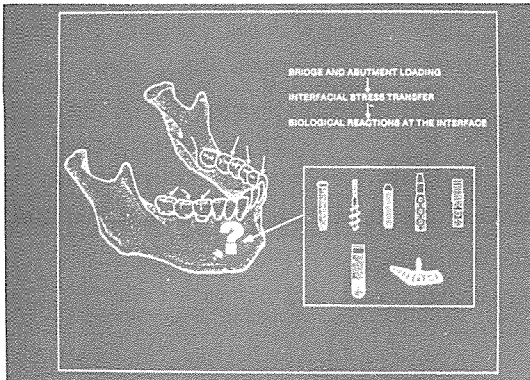 BRIDGE AND ABUTMENT LOADING
INTERFACIAL STRESS TRANSFER
BIOLOGICAL REACTIONS AT THE INTERFACE
?